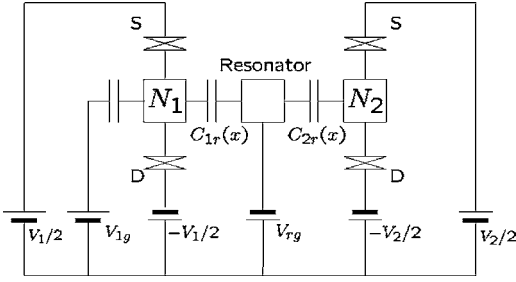 S S
Resonator
N₁ N₂
C₁ᵣ(x) C₂ᵣ(x)
D D
V₁/2 V₁g −V₁/2 Vᵣg −V₂/2 V₂/2